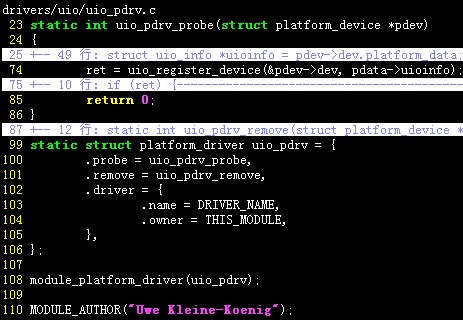 drivers/uio/uio_pdrv.c
23 static int uio_pdrv_probe(struct platform_device *pdev)
24 {
25 +-- 49 行: struct uio_info *uioinfo = pdev->dev.platform_data;
74         ret = uio_register_device(&pdev->dev, pdata->uioinfo);
75 +-- 10 行: if (ret) {----------------------------------------
85         return 0;
86 }
87 +-- 12 行: static int uio_pdrv_remove(struct platform_device *
99 static struct platform_driver uio_pdrv = {
100         .probe = uio_pdrv_probe,
101         .remove = uio_pdrv_remove,
102         .driver = {
103                 .name = DRIVER_NAME,
104                 .owner = THIS_MODULE,
105         },
106 };
107
108 module_platform_driver(uio_pdrv);
109
110 MODULE_AUTHOR("Uwe Kleine-Koenig");